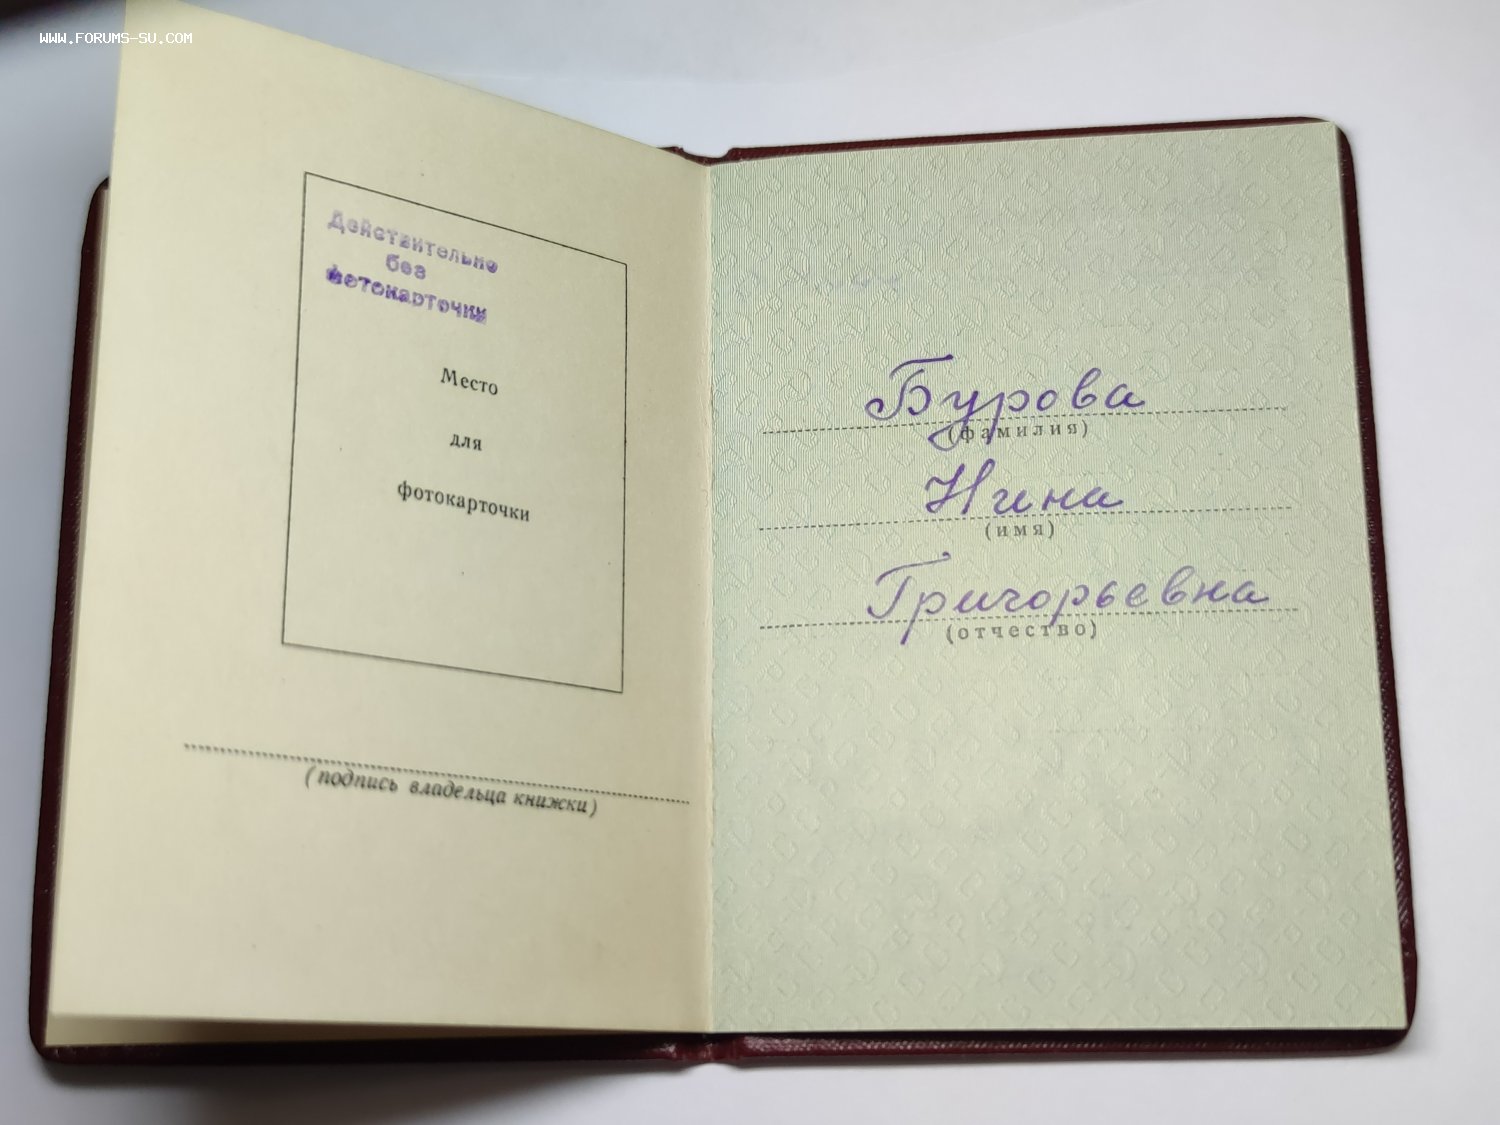 WWW.FORUMS-SU.COM
Действительно
без
фотокарточки
Место
для
фотокарточки
(подпись владельца книжки)
Бурова
(фамилия)
Нина
(имя)
Григорьевна
(отчество)